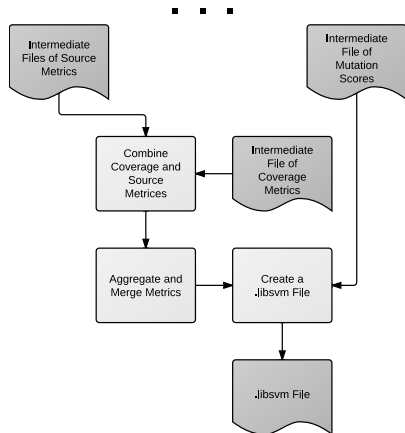 Intermediate
Files of Source
Metrics
Intermediate
File of
Mutation
Scores
Combine
Coverage and
Source
Metrices
Intermediate
File of
Coverage
Metrics
Aggregate and
Merge Metrics
Create a
.libsvm File
.libsvm File